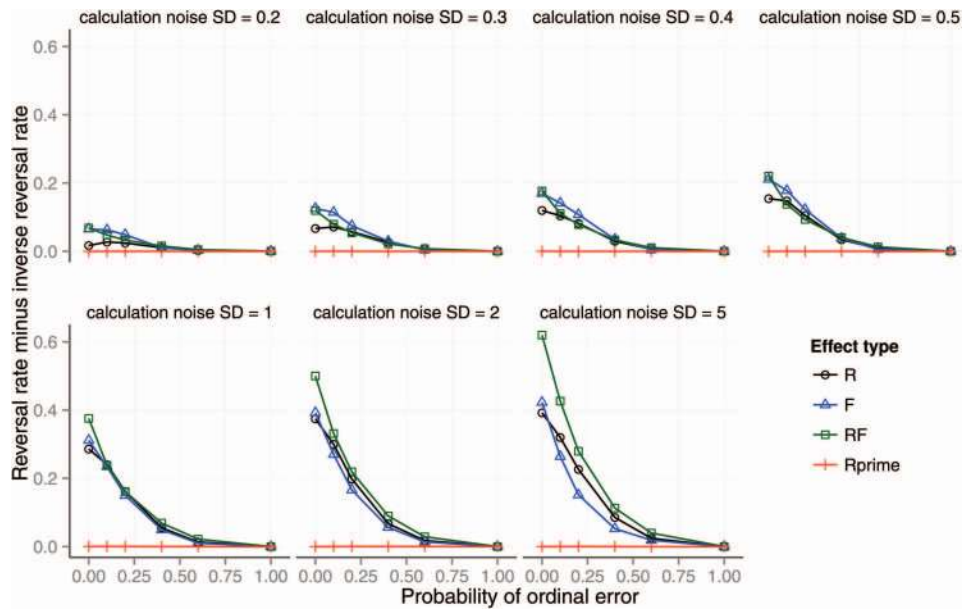 calculation noise SD = 0.2
calculation noise SD = 0.3
calculation noise SD = 0.4
calculation noise SD = 0.5
Reversal rate minus inverse reversal rate
0.6
0.4
0.2
0.0
calculation noise SD = 1
calculation noise SD = 2
calculation noise SD = 5
0.6
0.4
0.2
0.0
Effect type
R
F
RF
Rprime
0.00 0.25 0.50 0.75 1.00
0.00 0.25 0.50 0.75 1.00
0.00 0.25 0.50 0.75 1.00
Probability of ordinal error